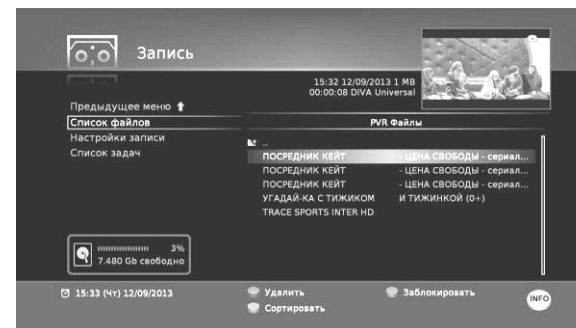 Запись
15:32 12/09/2013 1 MB
00:00:08 DIVA Universal
Предыдущее меню
Список файлов
Настройки записи
Список задач
PVR Файлы
..
ПОСРЕДНИК КЕЙТ - ЦЕНА СВОБОДЫ - сериал...
ПОСРЕДНИК КЕЙТ - ЦЕНА СВОБОДЫ - сериал...
ПОСРЕДНИК КЕЙТ - ЦЕНА СВОБОДЫ - сериал...
УГАДАЙ-КА С ТИЖИКОМ И ТИЖИНКОЙ (0+)
TRACE SPORTS INTER HD
3%
7.480 Gb свободно
15:33 (Чт) 12/09/2013
Удалить
Заблокировать
INFO
Сортировать